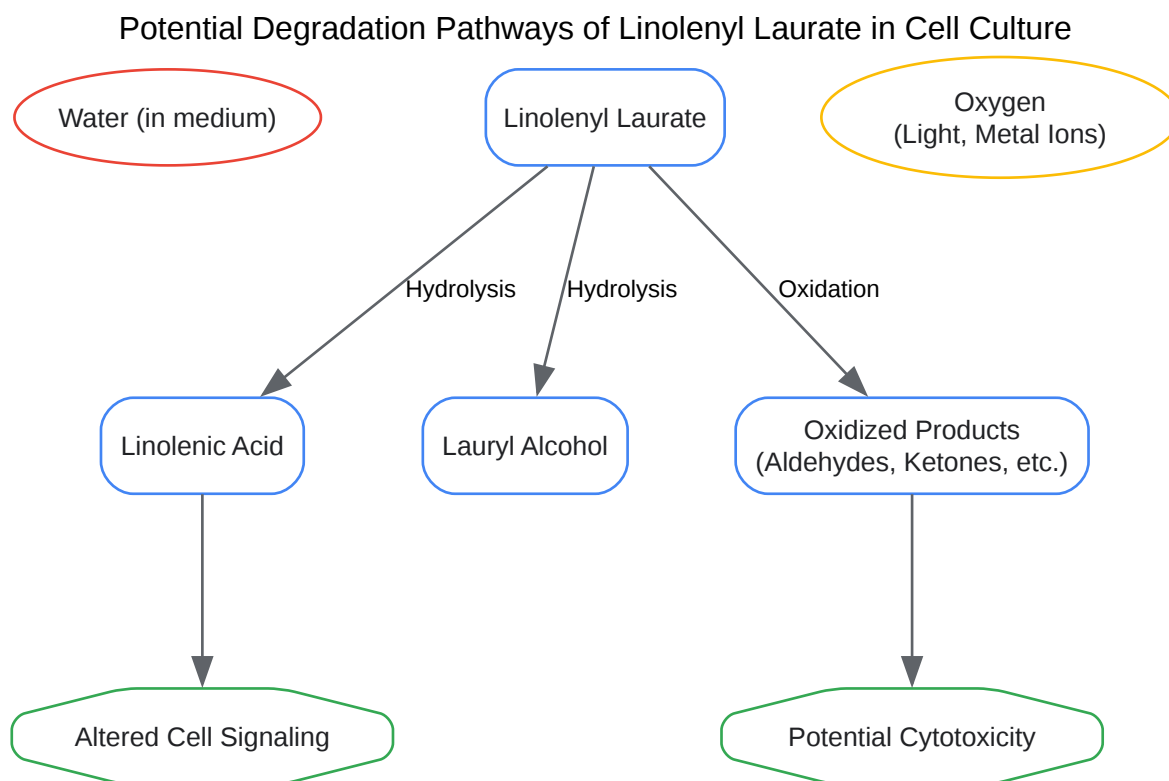 Potential Degradation Pathways of Linolenyl Laurate in Cell Culture
Water (in medium)
Linolenyl Laurate
Oxygen
(Light, Metal Ions)
Hydrolysis
Hydrolysis
Oxidation
Linolenic Acid
Lauryl Alcohol
Oxidized Products
(Aldehydes, Ketones, etc.)
Altered Cell Signaling
Potential Cytotoxicity